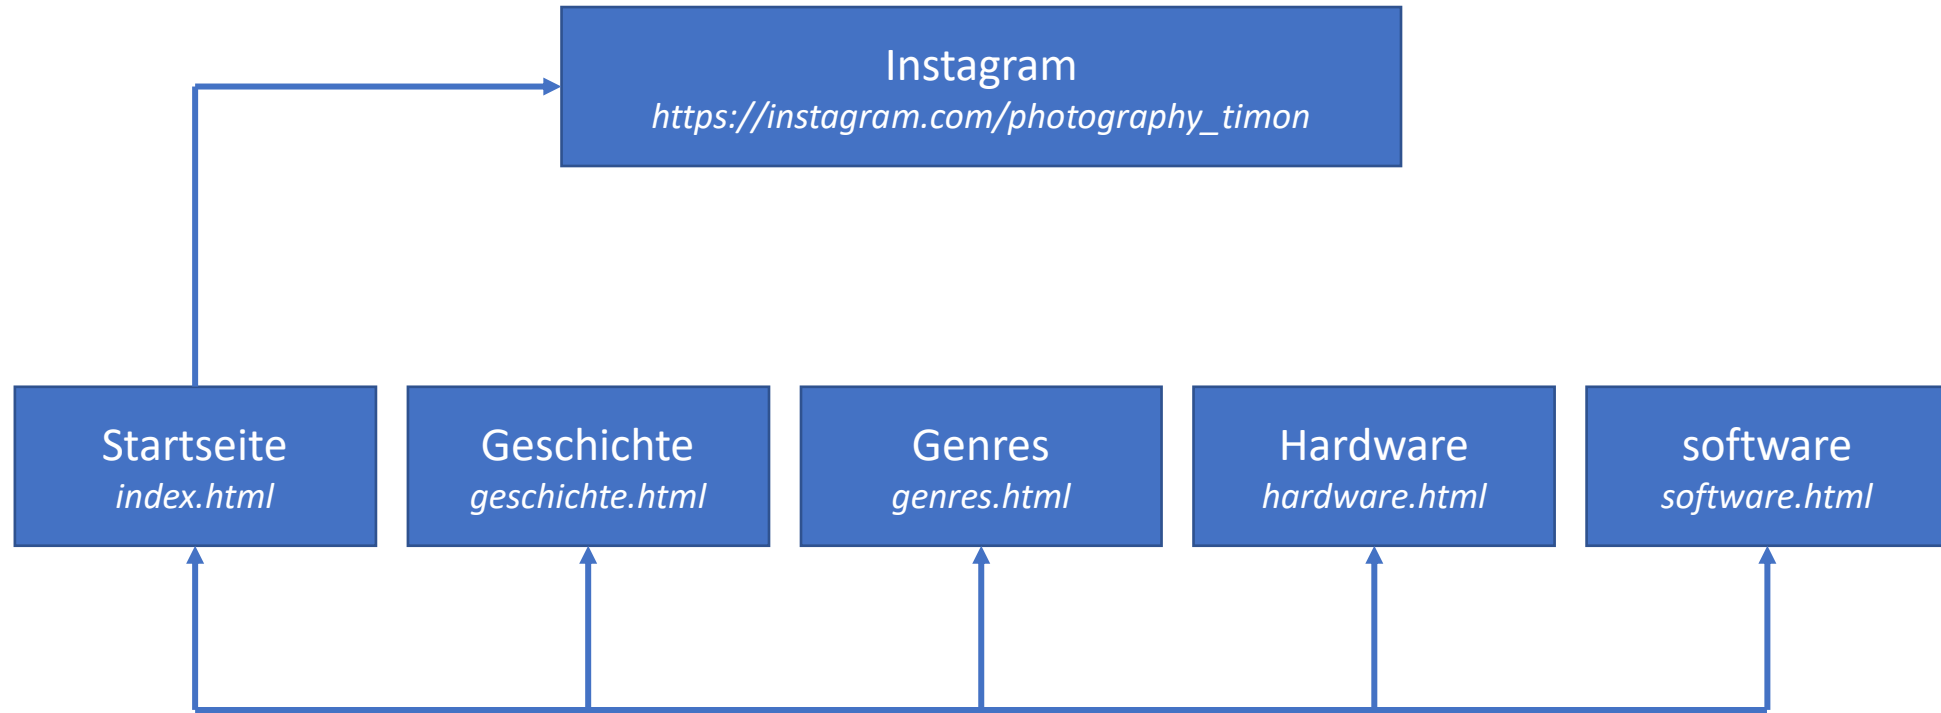 Instagram
https://instagram.com/photography_timon
Startseite
index.html
Geschichte
geschichte.html
Genres
genres.html
Hardware
hardware.html
software
software.html